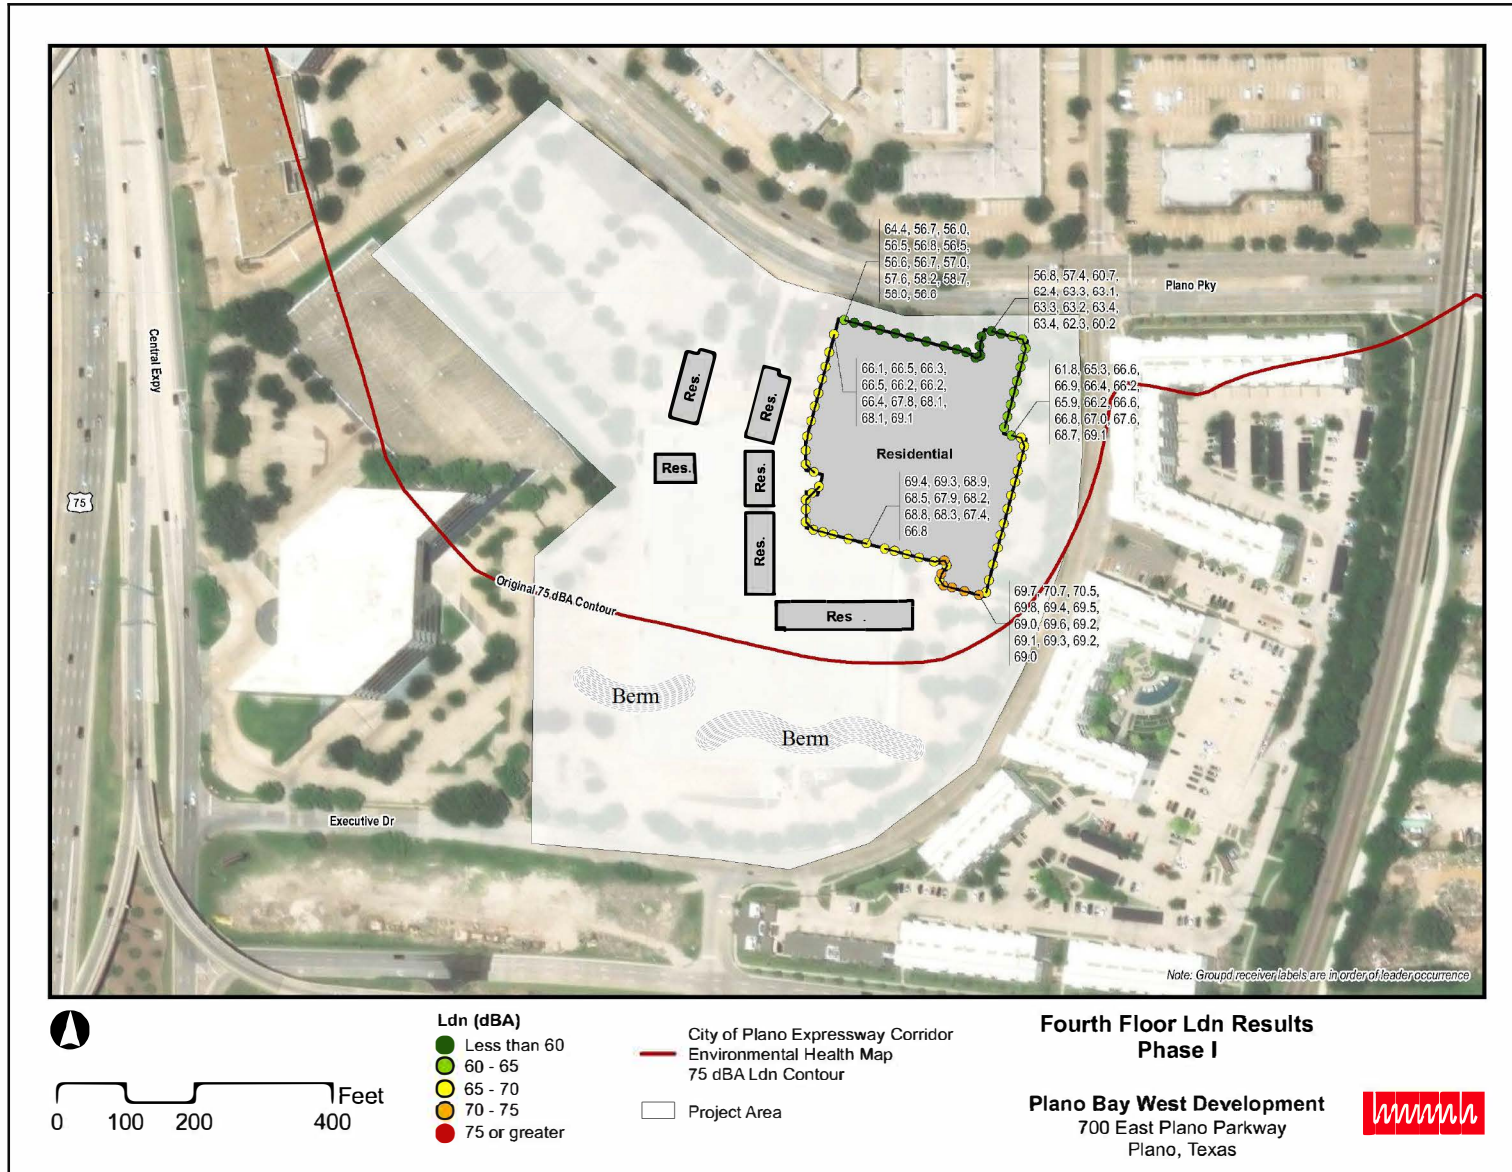 64.4, 56.7, 56.0,
56.5, 56.8, 56.5,
56.6, 56.7, 57.0,
57.6, 58.2, 58.7,
58.0, 56.6
56.8, 57.4, 60.7,
62.4, 63.3, 63.1,
63.3, 63.2, 63.4,
63.4, 62.3, 60.2
Plano Pky
Central Expy
75
66.1, 66.5, 66.3,
66.5, 66.2, 66.2,
66.4, 67.8, 68.1,
68.1, 69.1
61.8, 65.3, 66.6,
66.9, 66.4, 66.2,
65.9, 66.2, 66.6,
66.8, 67.0, 67.6,
68.7, 69.1
Res.
Res.
Res.
Res.
Res.
Res .
Residential
69.4, 69.3, 68.9,
68.5, 67.9, 68.2,
68.8, 68.3, 67.4,
66.8
Original 75 dBA Contour
69.7, 70.7, 70.5,
69.8, 69.4, 69.5,
69.0, 69.6, 69.2,
69.1, 69.3, 69.2,
69.0
Berm
Berm
Executive Dr
Note: Groupd receiver labels are in order of leader occurrence
0 100 200 400 Feet
Ldn (dBA)
Less than 60
60 - 65
65 - 70
70 - 75
75 or greater
City of Plano Expressway Corridor
Environmental Health Map
75 dBA Ldn Contour
Project Area
Fourth Floor Ldn Results
Phase I
Plano Bay West Development
700 East Plano Parkway
Plano, Texas
hmmh